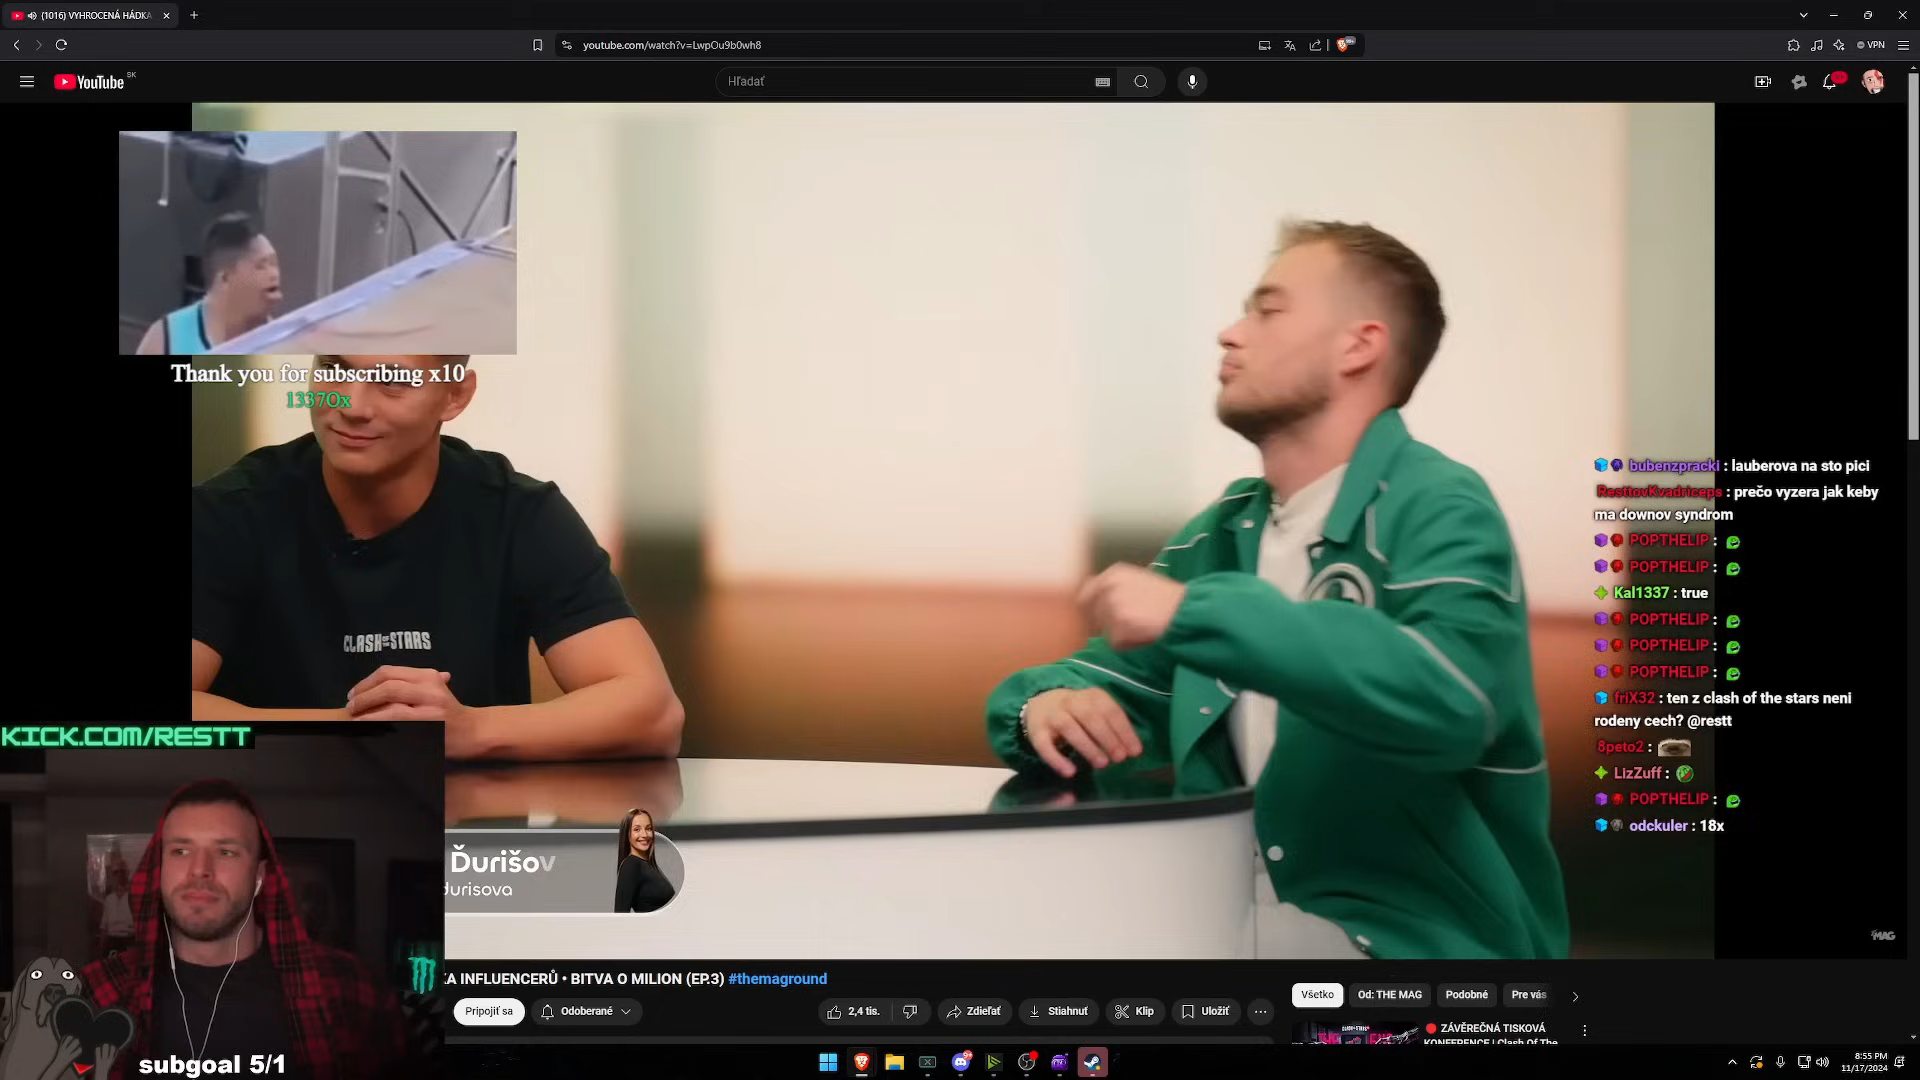 (1016) VYHROCENÁ HÁDKA
youtube.com/watch?v=LwpOu9b0wh8
VPN
YouTube SK
Hľadať
Thank you for subscribing x10
1337Ox
CLASH OF STARS
bubenzpracki : lauberova na sto pici
ResttovKvadriceps : prečo vyzera jak keby
ma downov syndrom
POPTHELIP :
POPTHELIP :
Kal1337 : true
POPTHELIP :
POPTHELIP :
POPTHELIP :
friX32 : ten z clash of the stars neni
rodeny cech? @restt
8peto2 :
LizZuff :
POPTHELIP :
odckuler : 18x
KICK.COM/RESTT
Ďurišov
durisova
MAG
KA INFLUENCERŮ • BITVA O MILION (EP.3) #themaground
Pripojiť sa
Odoberané
2,4 tis.
Zdieľať
Stiahnuť
Klip
Uložiť
Všetko
Od: THE MAG
Podobné
Pre vás
ZÁVĚREČNÁ TISKOVÁ
KONFERENCE | Clash Of The
subgoal 5/1
8:55 PM
11/17/2024